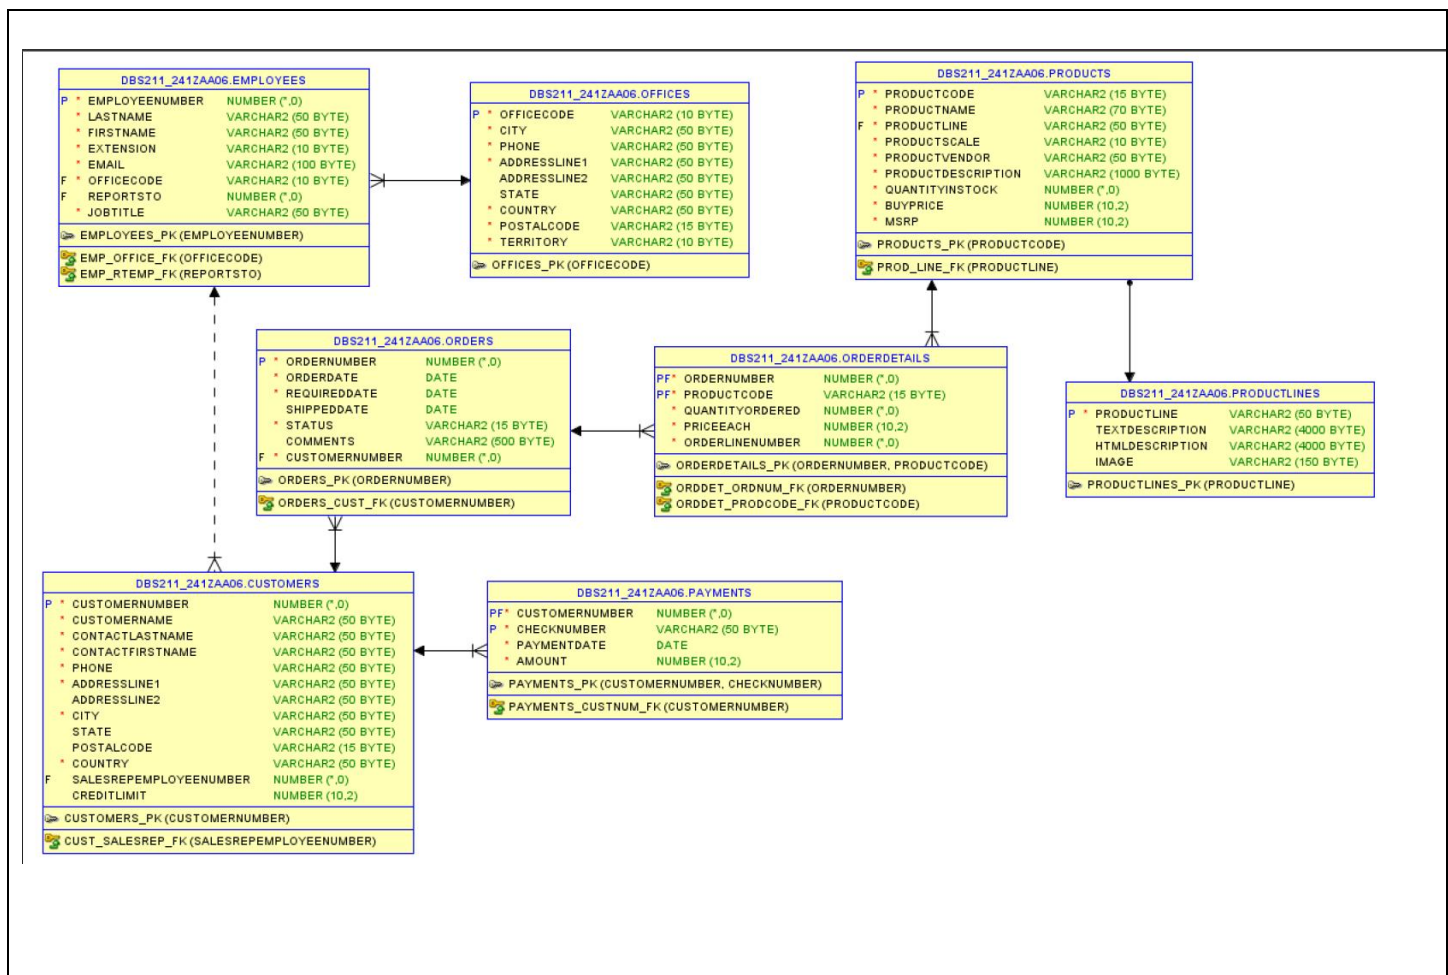 DBS211_241ZAA06.EMPLOYEES
P * EMPLOYEENUMBER NUMBER (*,0)
* LASTNAME VARCHAR2 (50 BYTE)
* FIRSTNAME VARCHAR2 (50 BYTE)
* EXTENSION VARCHAR2 (10 BYTE)
* EMAIL VARCHAR2 (100 BYTE)
F * OFFICECODE VARCHAR2 (10 BYTE)
F REPORTSTO NUMBER (*,0)
* JOBTITLE VARCHAR2 (50 BYTE)
EMPLOYEES_PK (EMPLOYEENUMBER)
EMP_OFFICE_FK (OFFICECODE)
EMP_RTEMP_FK (REPORTSTO)
DBS211_241ZAA06.OFFICES
P * OFFICECODE VARCHAR2 (10 BYTE)
* CITY VARCHAR2 (50 BYTE)
* PHONE VARCHAR2 (50 BYTE)
* ADDRESSLINE1 VARCHAR2 (50 BYTE)
ADDRESSLINE2 VARCHAR2 (50 BYTE)
STATE VARCHAR2 (50 BYTE)
* COUNTRY VARCHAR2 (50 BYTE)
* POSTALCODE VARCHAR2 (15 BYTE)
* TERRITORY VARCHAR2 (10 BYTE)
OFFICES_PK (OFFICECODE)
DBS211_241ZAA06.PRODUCTS
P * PRODUCTCODE VARCHAR2 (15 BYTE)
* PRODUCTNAME VARCHAR2 (70 BYTE)
F * PRODUCTLINE VARCHAR2 (50 BYTE)
* PRODUCTSCALE VARCHAR2 (10 BYTE)
* PRODUCTVENDOR VARCHAR2 (50 BYTE)
* PRODUCTDESCRIPTION VARCHAR2 (1000 BYTE)
* QUANTITYINSTOCK NUMBER (*,0)
* BUYPRICE NUMBER (10,2)
* MSRP NUMBER (10,2)
PRODUCTS_PK (PRODUCTCODE)
PROD_LINE_FK (PRODUCTLINE)
DBS211_241ZAA06.ORDERS
P * ORDERNUMBER NUMBER (*,0)
* ORDERDATE DATE
* REQUIREDDATE DATE
SHIPPEDDATE DATE
* STATUS VARCHAR2 (15 BYTE)
COMMENTS VARCHAR2 (500 BYTE)
F * CUSTOMERNUMBER NUMBER (*,0)
ORDERS_PK (ORDERNUMBER)
ORDERS_CUST_FK (CUSTOMERNUMBER)
DBS211_241ZAA06.ORDERDETAILS
PF* ORDERNUMBER NUMBER (*,0)
PF* PRODUCTCODE VARCHAR2 (15 BYTE)
* QUANTITYORDERED NUMBER (*,0)
* PRICEEACH NUMBER (10,2)
* ORDERLINENUMBER NUMBER (*,0)
ORDERDETAILS_PK (ORDERNUMBER, PRODUCTCODE)
ORDDET_ORDNUM_FK (ORDERNUMBER)
ORDDET_PRODCODE_FK (PRODUCTCODE)
DBS211_241ZAA06.PRODUCTLINES
P * PRODUCTLINE VARCHAR2 (50 BYTE)
TEXTDESCRIPTION VARCHAR2 (4000 BYTE)
HTMLDESCRIPTION VARCHAR2 (4000 BYTE)
IMAGE VARCHAR2 (150 BYTE)
PRODUCTLINES_PK (PRODUCTLINE)
DBS211_241ZAA06.CUSTOMERS
P * CUSTOMERNUMBER NUMBER (*,0)
* CUSTOMERNAME VARCHAR2 (50 BYTE)
* CONTACTLASTNAME VARCHAR2 (50 BYTE)
* CONTACTFIRSTNAME VARCHAR2 (50 BYTE)
* PHONE VARCHAR2 (50 BYTE)
* ADDRESSLINE1 VARCHAR2 (50 BYTE)
ADDRESSLINE2 VARCHAR2 (50 BYTE)
* CITY VARCHAR2 (50 BYTE)
STATE VARCHAR2 (50 BYTE)
POSTALCODE VARCHAR2 (15 BYTE)
* COUNTRY VARCHAR2 (50 BYTE)
F SALESREPEMPLOYEENUMBER NUMBER (*,0)
CREDITLIMIT NUMBER (10,2)
CUSTOMERS_PK (CUSTOMERNUMBER)
CUST_SALESREP_FK (SALESREPEMPLOYEENUMBER)
DBS211_241ZAA06.PAYMENTS
PF* CUSTOMERNUMBER NUMBER (*,0)
P * CHECKNUMBER VARCHAR2 (50 BYTE)
* PAYMENTDATE DATE
* AMOUNT NUMBER (10,2)
PAYMENTS_PK (CUSTOMERNUMBER, CHECKNUMBER)
PAYMENTS_CUSTNUM_FK (CUSTOMERNUMBER)